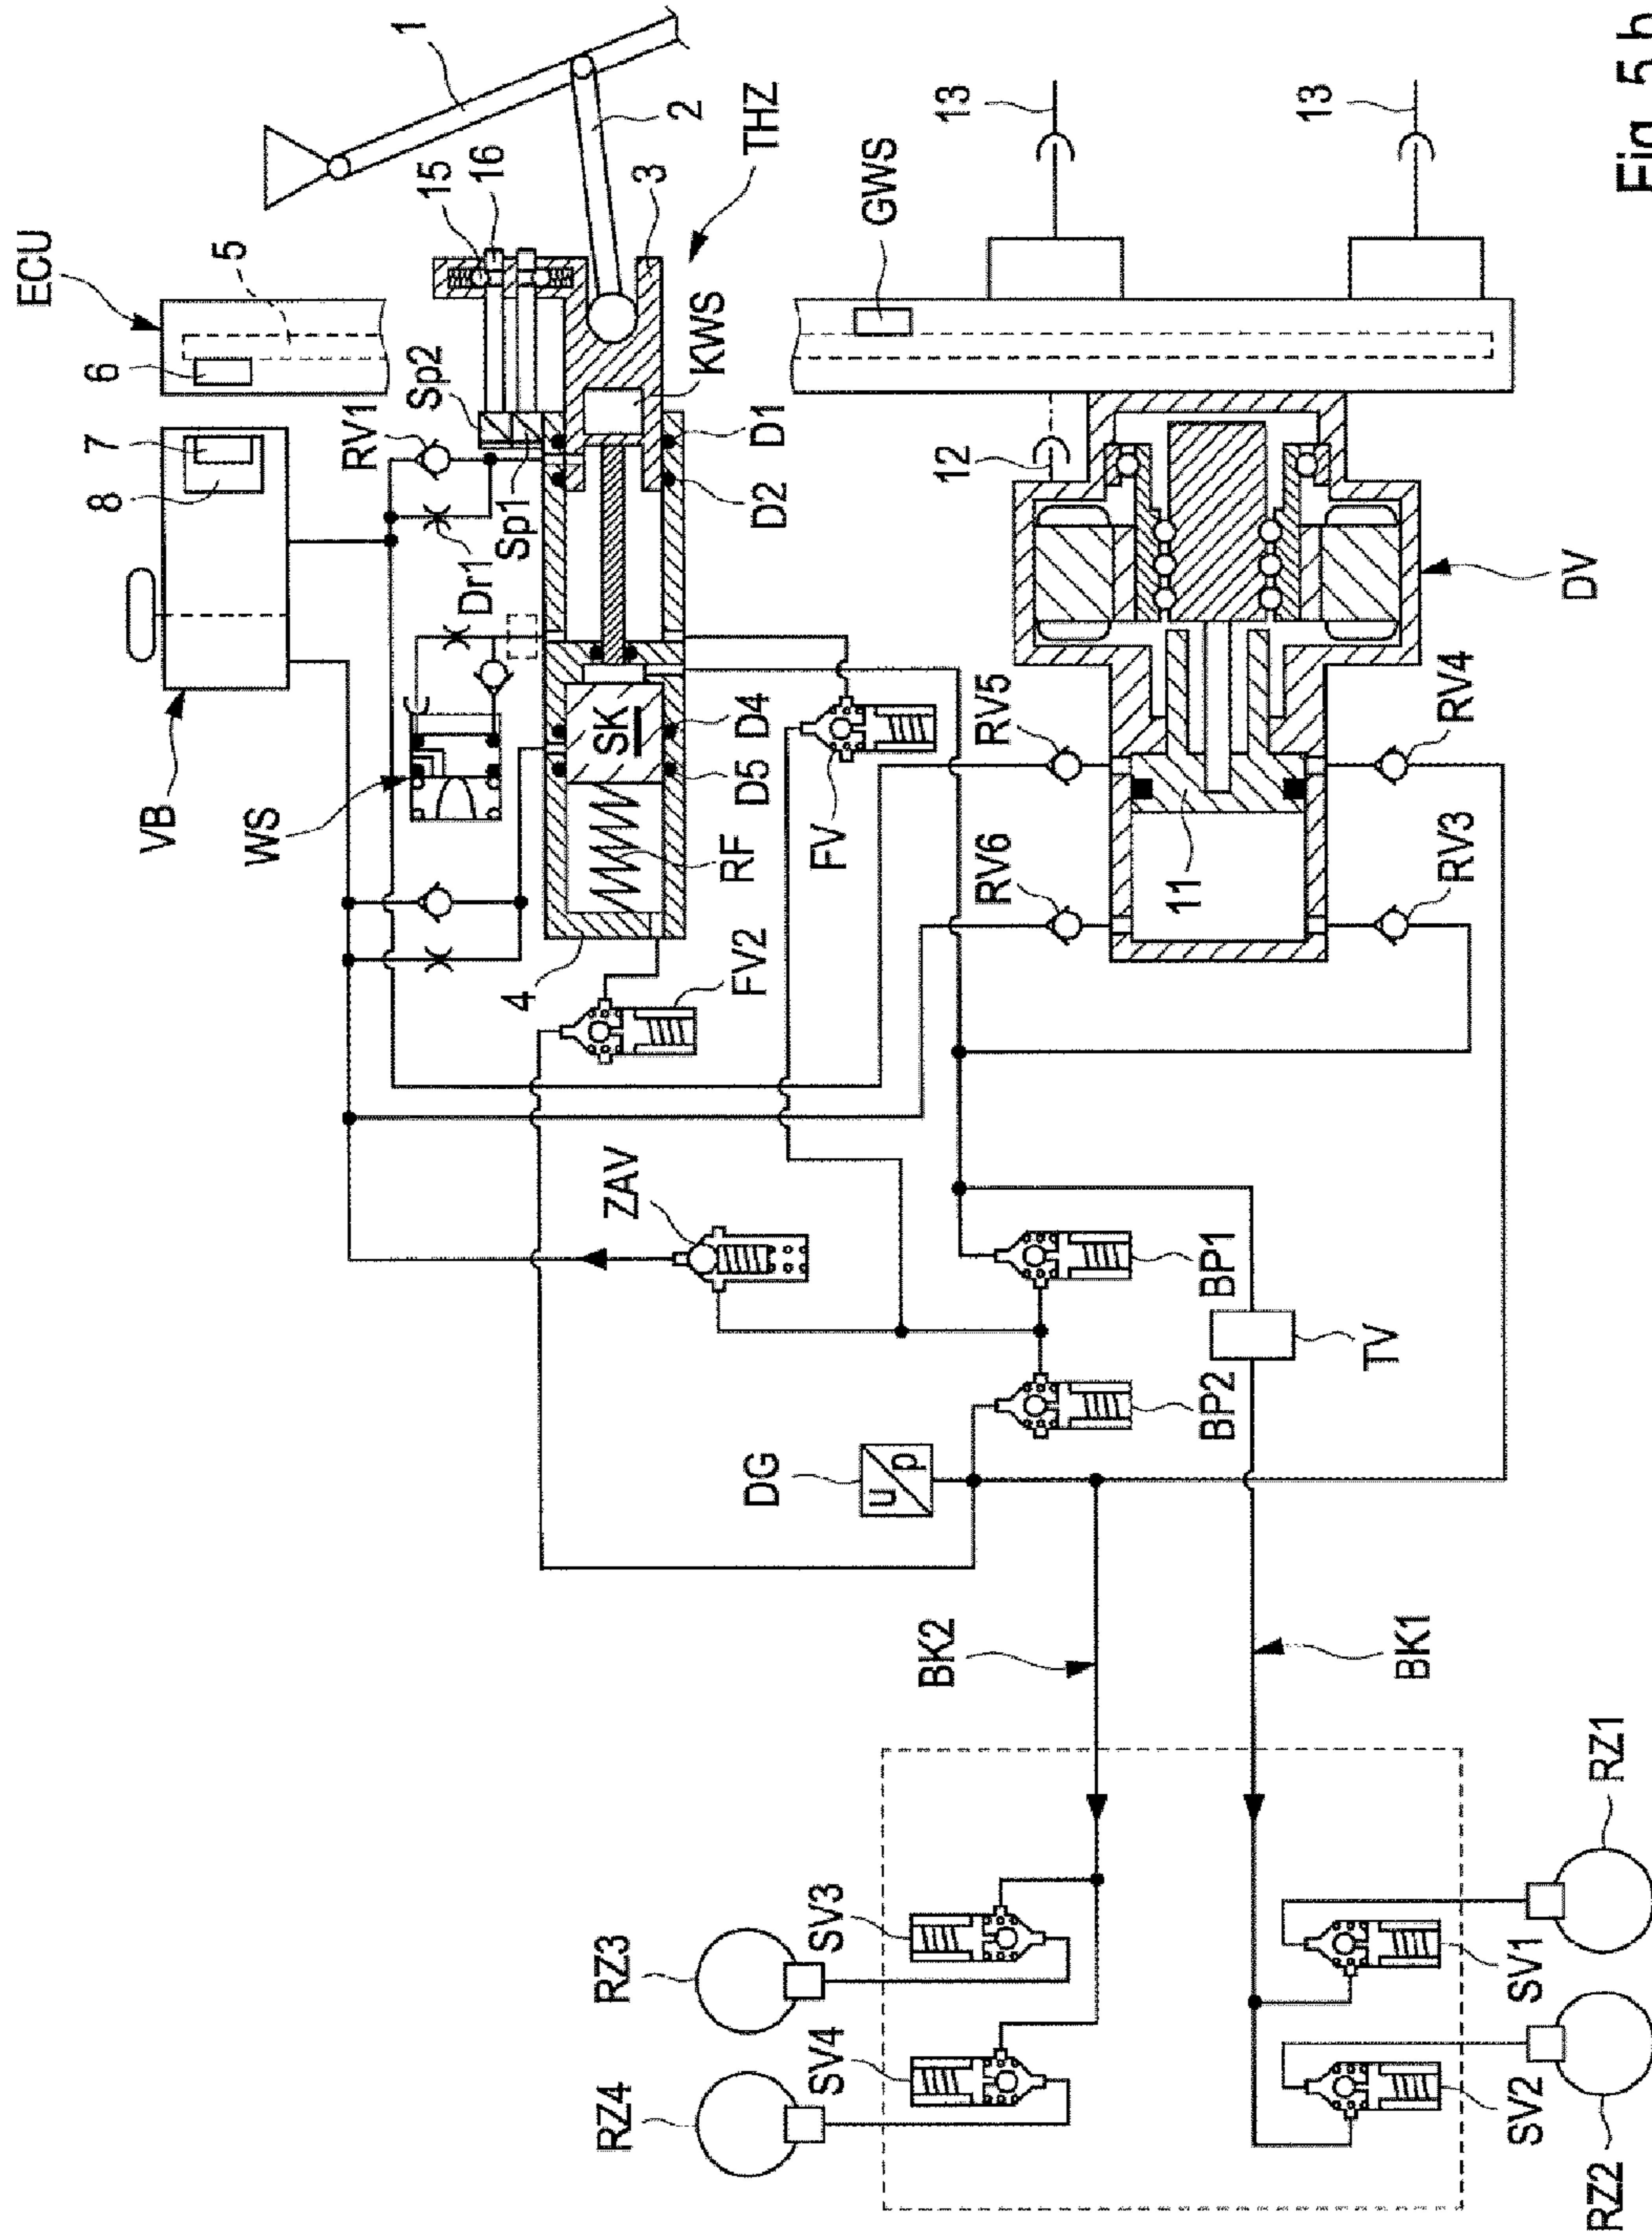 ECU
1
5
6
15
16
2
THZ
3
KWS
Sp2
RV1
7
8
Sp1
D1
D2
Dr1
VB
WS
SK
D4
D5
RF
4
FV
FV2
ZAV
GWS
13
13
12
DV
RV5
RV4
RV6
RV3
11
BP1
BP2
TV
DG
u
p
BK2
BK1
RZ3
SV3
RZ4
SV4
SV1
RZ1
SV2
RZ2
Fig. 5 b